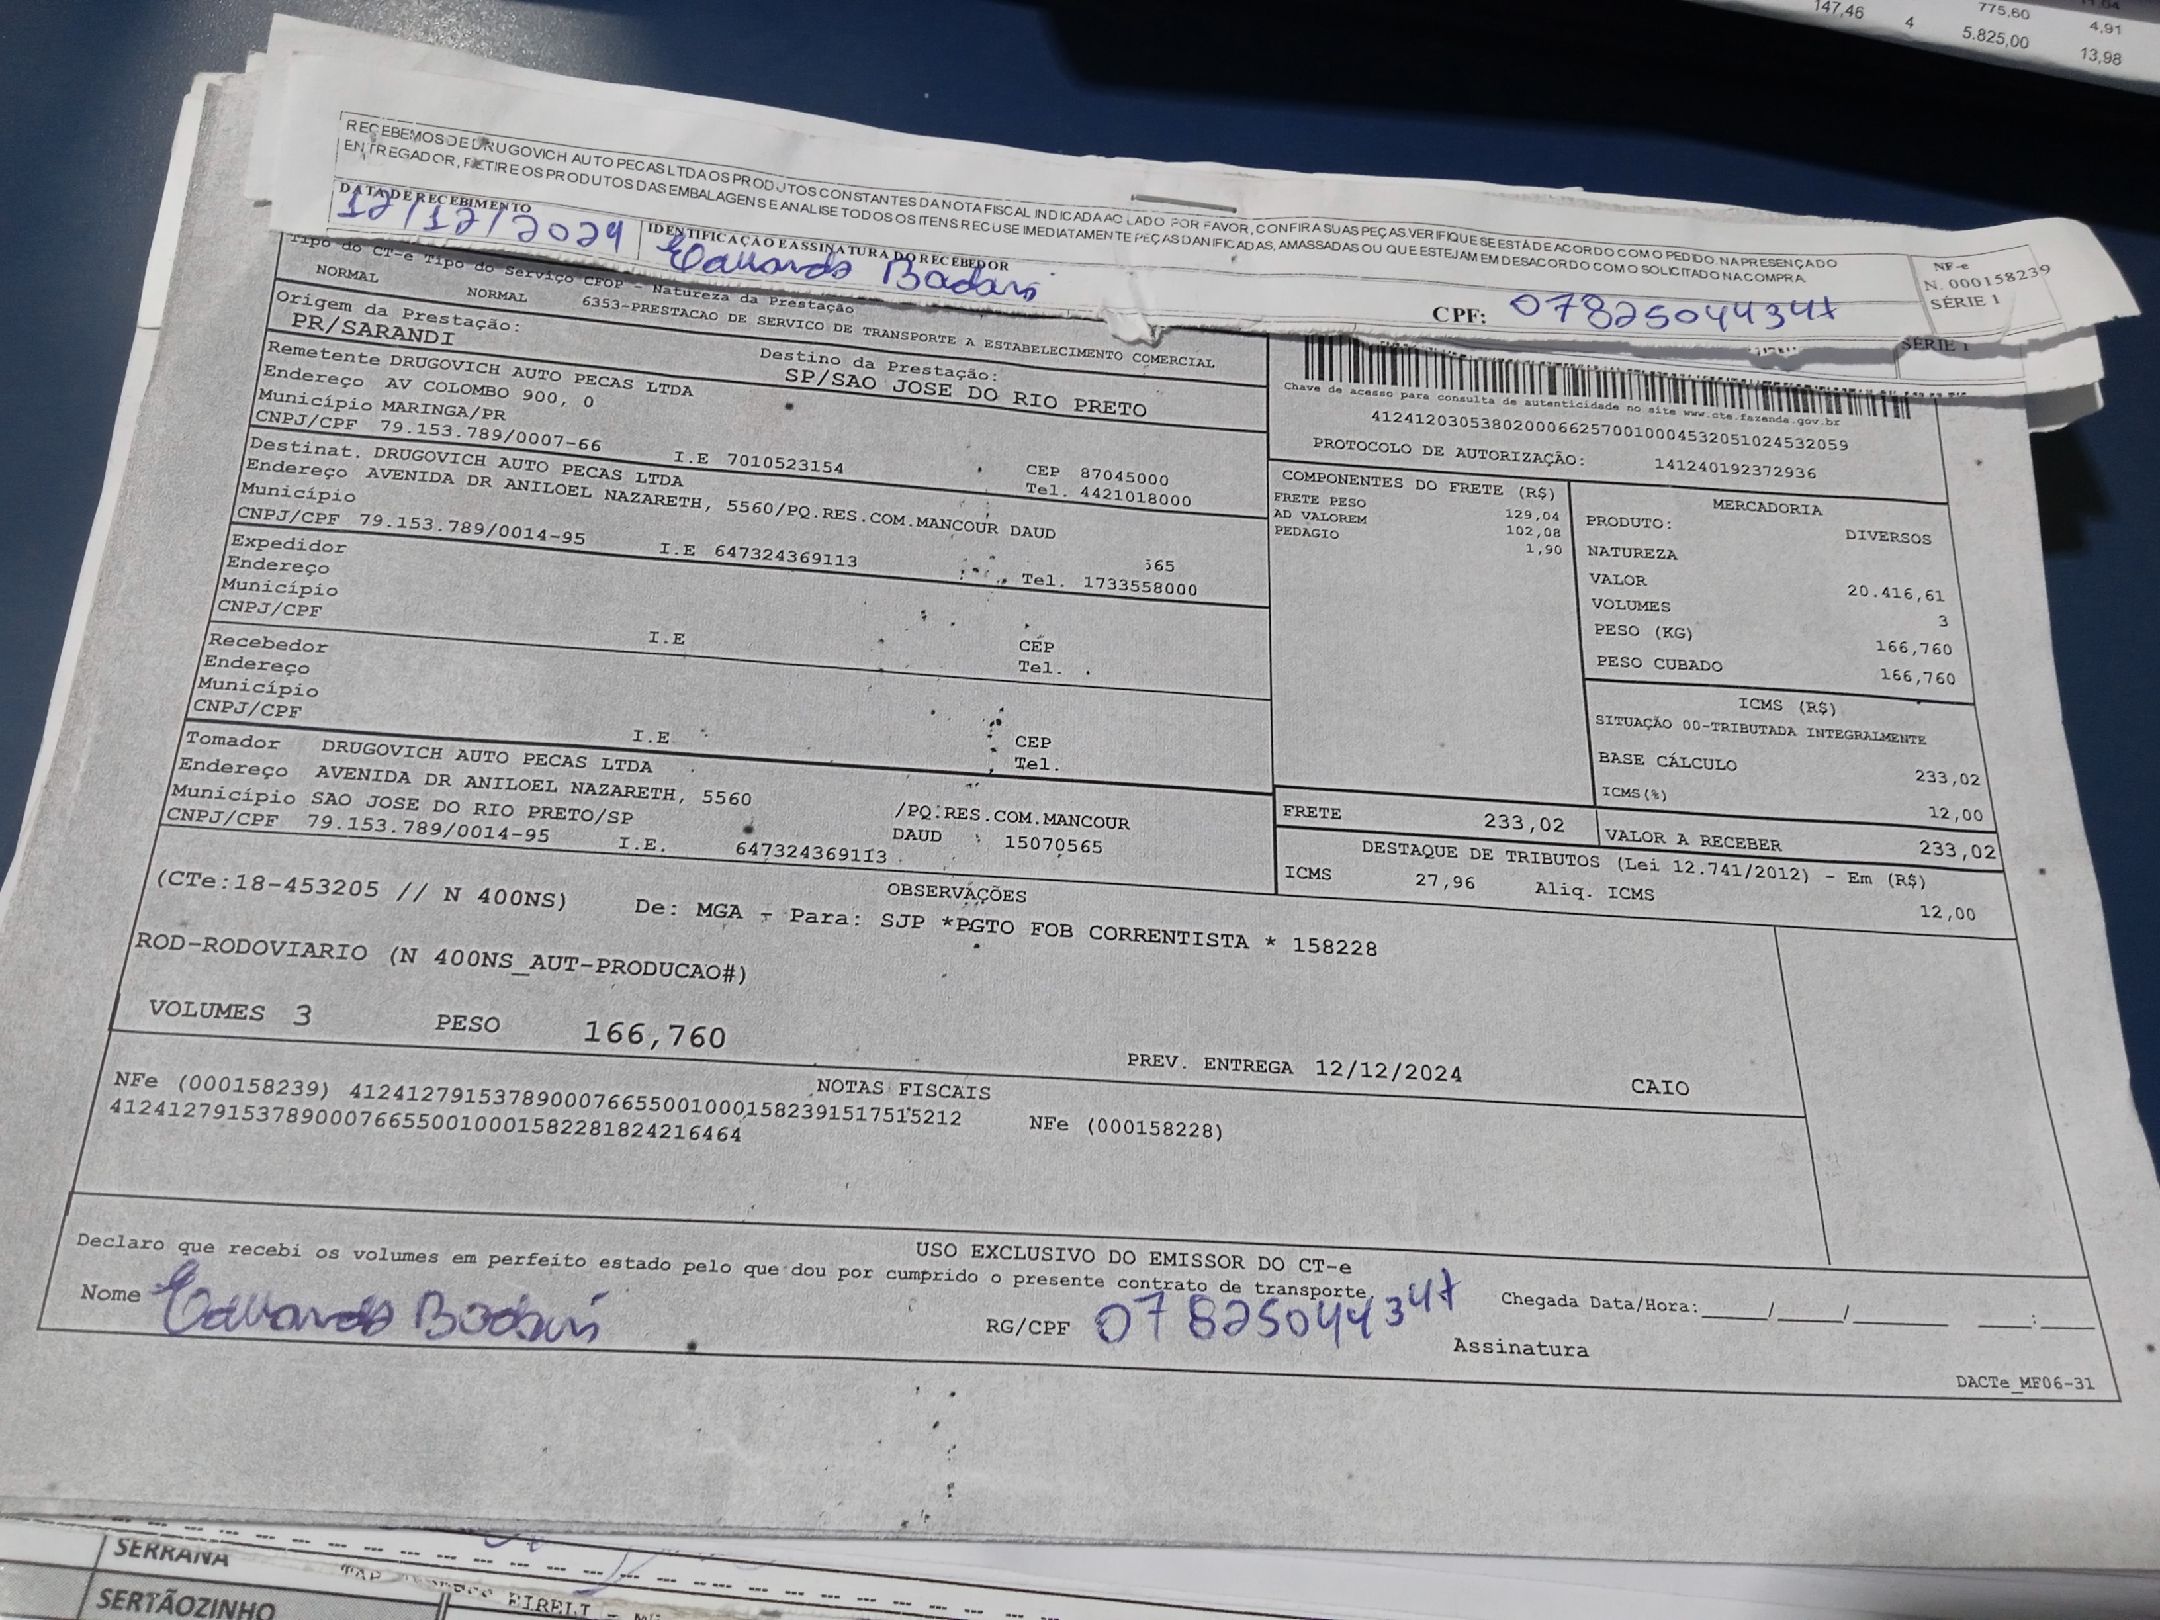 147,46 4 775,60 11,04
5.825,00 4,91
13,98
RECEBEMOS DE DRUGOVICH AUTO PECAS LTDA OS PRODUTOS CONSTANTES DA NOTA FISCAL INDICADA AO LADO. POR FAVOR, CONFIRA SUAS PEÇAS. VERIFIQUE SE ESTÁ DE ACORDO COM O PEDIDO. NA PRESENÇA DO
ENTREGADOR, RETIRE OS PRODUTOS DAS EMBALAGENS E ANALISE TODOS OS ITENS RECUSE IMEDIATAMENTE PEÇAS DANIFICADAS, AMASSADAS OU QUE ESTEJAM EM DESACORDO COM O SOLICITADO NA COMPRA
DATA DE RECEBIMENTO
12/12/2024
IDENTIFICAÇÃO E ASSINATURA DO RECEBEDOR
Eduardo Badari
CPF: 07825044347
NF-e
N. 000158239
SÉRIE 1
SÉRIE 1
Tipo do CT-e Tipo do Serviço CFOP - Natureza da Prestação
NORMAL NORMAL 6353-PRESTACAO DE SERVICO DE TRANSPORTE A ESTABELECIMENTO COMERCIAL
Origem da Prestação: Destino da Prestação:
PR/SARANDI SP/SAO JOSE DO RIO PRETO
Remetente DRUGOVICH AUTO PECAS LTDA
Endereço AV COLOMBO 900, 0
Município MARINGA/PR CEP 87045000
CNPJ/CPF 79.153.789/0007-66 I.E 7010523154 Tel. 4421018000
Destinat. DRUGOVICH AUTO PECAS LTDA
Endereço AVENIDA DR ANILOEL NAZARETH, 5560/PQ.RES.COM.MANCOUR DAUD
Município 565
CNPJ/CPF 79.153.789/0014-95 I.E 647324369113 Tel. 1733558000
Expedidor
Endereço
Município CEP
CNPJ/CPF I.E Tel.
Recebedor
Endereço
Município CEP
CNPJ/CPF I.E Tel.
Tomador DRUGOVICH AUTO PECAS LTDA
Endereço AVENIDA DR ANILOEL NAZARETH, 5560 /PQ.RES.COM.MANCOUR
Município SAO JOSE DO RIO PRETO/SP DAUD 15070565
CNPJ/CPF 79.153.789/0014-95 I.E. 647324369113
Chave de acesso para consulta de autenticidade no site www.cte.fazenda.gov.br
41241203053802000662570010004532051024532059
PROTOCOLO DE AUTORIZAÇÃO: 141240192372936
COMPONENTES DO FRETE (R$)
FRETE PESO 129,04
AD VALOREM 102,08
PEDAGIO 1,90
MERCADORIA
PRODUTO: DIVERSOS
NATUREZA
VALOR 20.416,61
VOLUMES 3
PESO (KG) 166,760
PESO CUBADO 166,760
ICMS (R$)
SITUAÇÃO 00-TRIBUTADA INTEGRALMENTE
BASE CÁLCULO 233,02
ICMS(%) 12,00
FRETE 233,02 VALOR A RECEBER 233,02
DESTAQUE DE TRIBUTOS (Lei 12.741/2012) - Em (R$)
ICMS 27,96 Aliq. ICMS 12,00
OBSERVAÇÕES
(CTe:18-453205 // N 400NS) De: MGA - Para: SJP *PGTO FOB CORRENTISTA * 158228
ROD-RODOVIARIO (N 400NS_AUT-PRODUCAO#)
VOLUMES 3 PESO 166,760 PREV. ENTREGA 12/12/2024 CAIO
NOTAS FISCAIS
NFe (000158239) 41241279153789000766550010001582391517515212 NFe (000158228)
41241279153789000766550010001582281824216464
USO EXCLUSIVO DO EMISSOR DO CT-e
Declaro que recebi os volumes em perfeito estado pelo que dou por cumprido o presente contrato de transporte.
Nome Eduardo Badari RG/CPF 07825044347 Chegada Data/Hora:____/____/______ ___:___
Assinatura
DACTe_MF06-31
SERRANA
SERTÃOZINHO
EIRELI